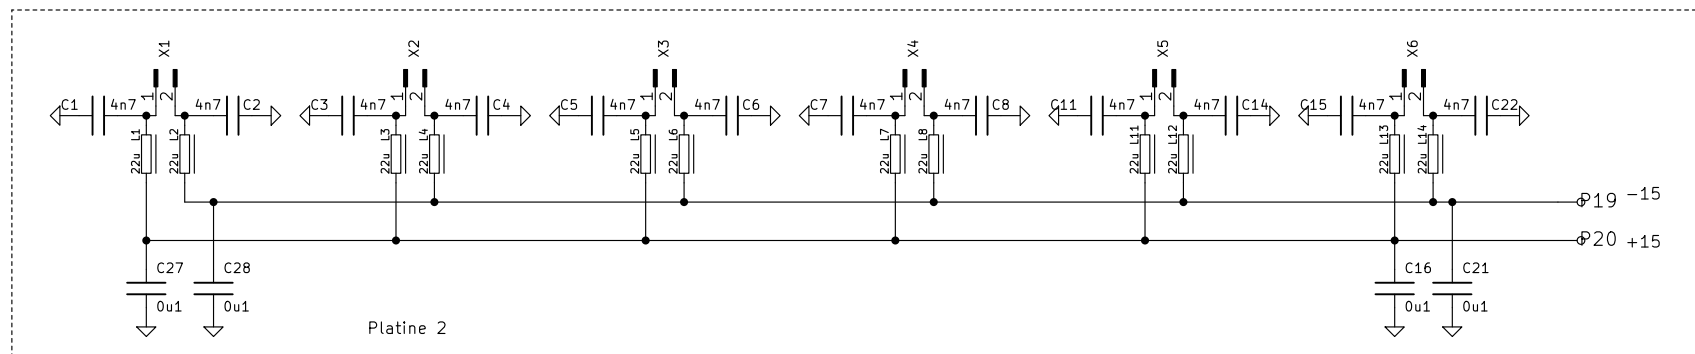 X1 X2 X3 X4 X5 X6
1 2 1 2 1 2 1 2 1 2 1 2
C1 4n7 4n7 C2 C3 4n7 4n7 C4 C5 4n7 4n7 C6 C7 4n7 4n7 C8 C11 4n7 4n7 C14 C15 4n7 4n7 C22
22u L1 22u L2 22u L3 22u L4 22u L5 22u L6 22u L7 22u L8 22u L11 22u L12 22u L13 22u L14
P19 -15
P20 +15
C27 C28 C16 C21
0u1 0u1 0u1 0u1
Platine 2